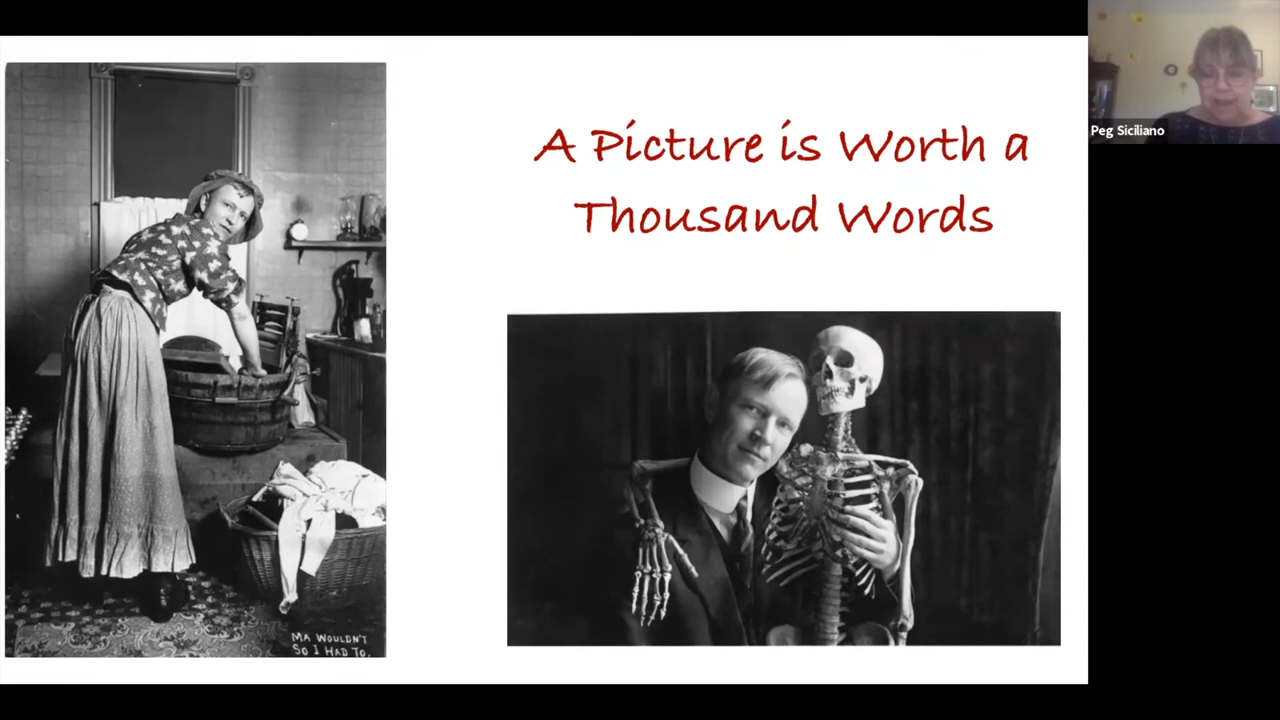 A Picture is Worth a
Thousand Words
Peg Siciliano
MA WOULDN'T
SO I HAD TO.